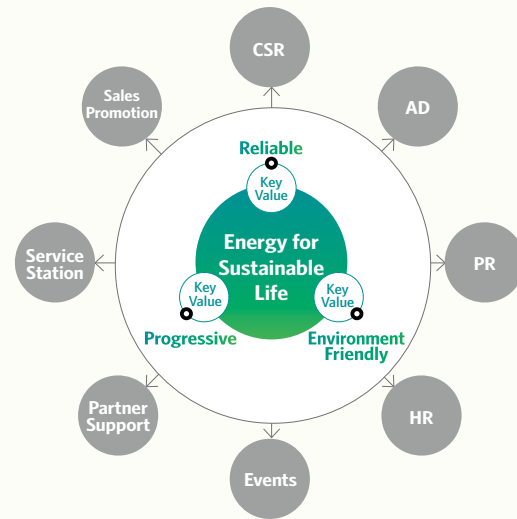 CSR
Sales
Promotion
AD
Reliable
Key
Value
Energy for
Sustainable
Life
Service
Station
PR
Key
Value
Key
Value
Progressive
Environment
Friendly
Partner
Support
HR
Events